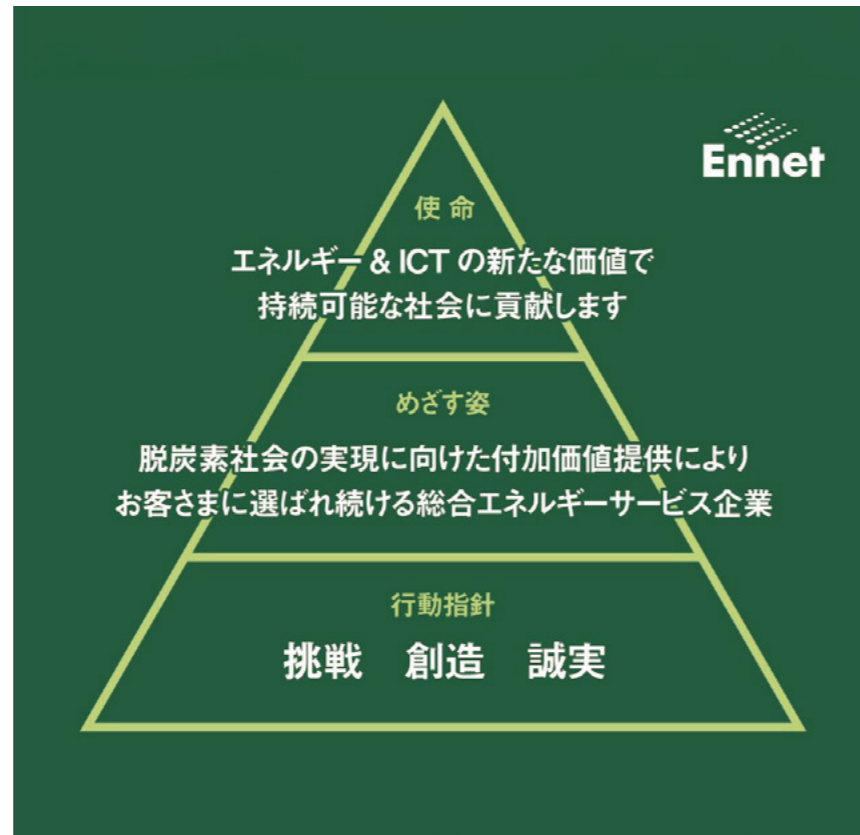 Ennet
使命
エネルギー & ICT の新たな価値で
持続可能な社会に貢献します
めざす姿
脱炭素社会の実現に向けた付加価値提供により
お客さまに選ばれ続ける総合エネルギーサービス企業
行動指針
挑戦　創造　誠実